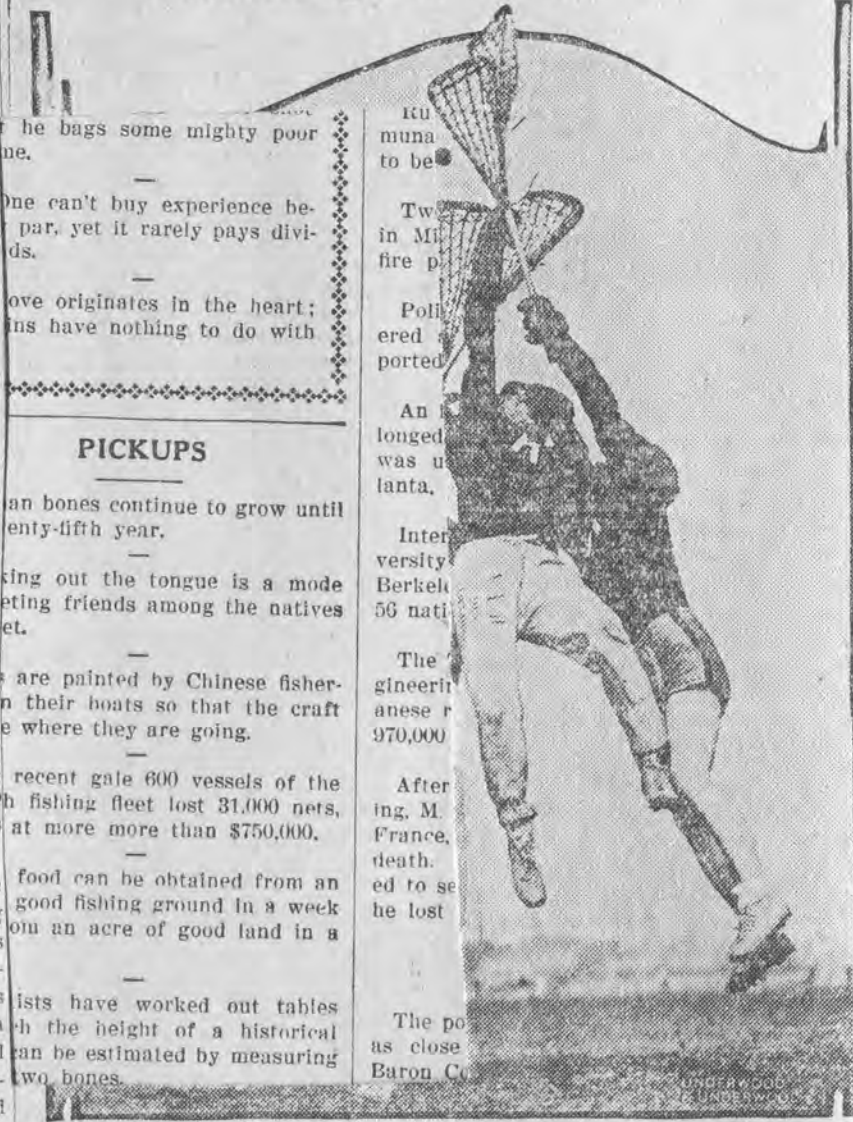 he bags some mighty poor
ne.
One can't buy experience be-
par, yet it rarely pays divi-
ds.
ove originates in the heart;
ins have nothing to do with
PICKUPS
an bones continue to grow until
enty-fifth year.
king out the tongue is a mode
eting friends among the natives
et.
are painted by Chinese fisher-
n their boats so that the craft
e where they are going.
recent gale 600 vessels of the
h fishing fleet lost 31,000 nets,
at more more than $750,000.
food can be obtained from an
good fishing ground in a week
om an acre of good land in a
ists have worked out tables
h the height of a historical
can be estimated by measuring
two bones.
Ru
muna
to be
Tw
in Mi
fire p
Poli
ered
ported
An
longed
was u
lanta.
Inter
versity
Berkel
56 nati
The
gineerin
anese r
970,000
After
ing, M.
France,
death.
ed to se
he lost
The po
as close
Baron Co
UNDERWOOD
& UNDERWOOD